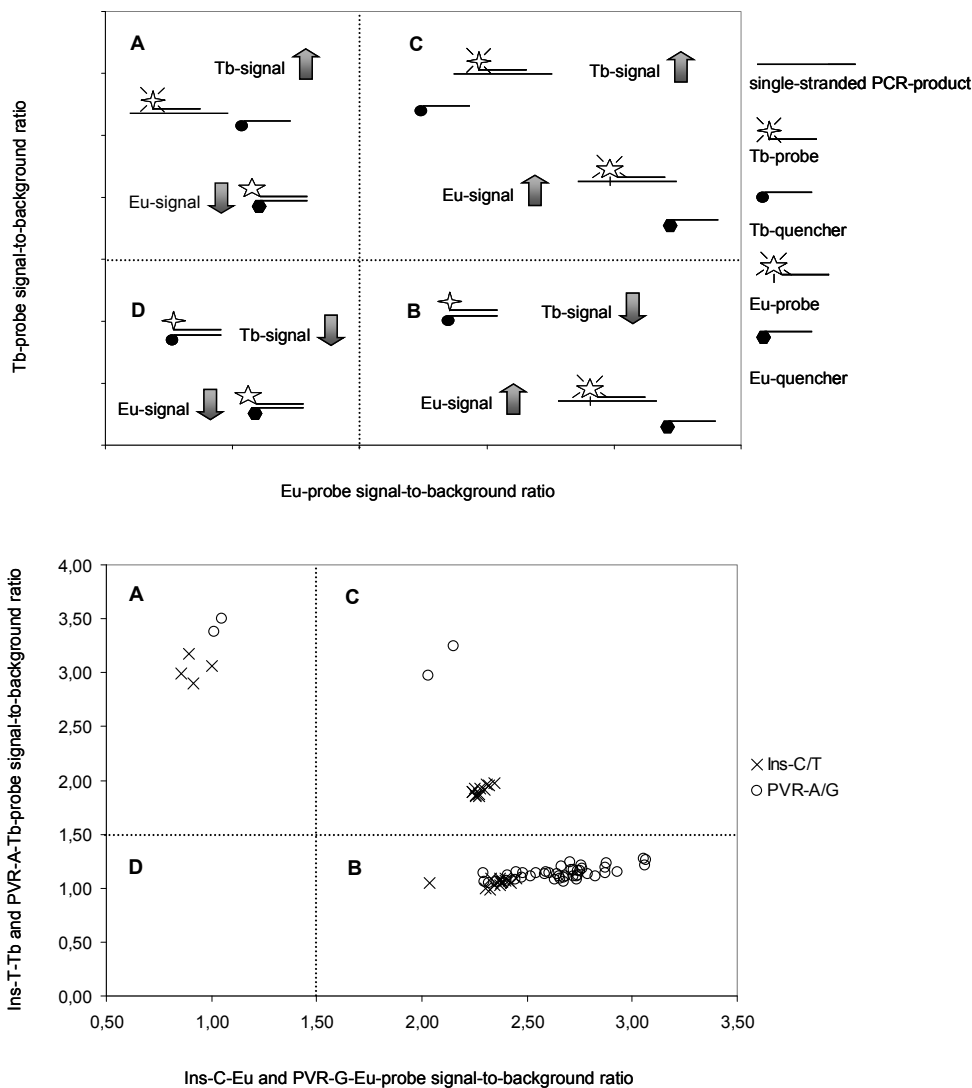 A
Tb-signal
Eu-signal
C
Tb-signal
Eu-signal
D
Tb-signal
Eu-signal
B
Tb-signal
Eu-signal
Tb-probe signal-to-background ratio
Eu-probe signal-to-background ratio
single-stranded PCR-product
Tb-probe
Tb-quencher
Eu-probe
Eu-quencher
Ins-T-Tb and PVR-A-Tb-probe signal-to-background ratio
4,00
3,50
3,00
2,50
2,00
1,50
1,00
0,50
0,00
A
C
D
B
0,50 1,00 1,50 2,00 2,50 3,00 3,50
Ins-C-Eu and PVR-G-Eu-probe signal-to-background ratio
Ins-C/T
PVR-A/G